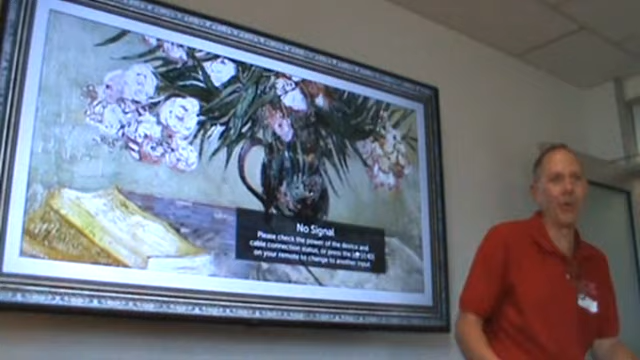 No Signal
Please check the power of the device and
cable connection status, or press the
on your remote to change to another input